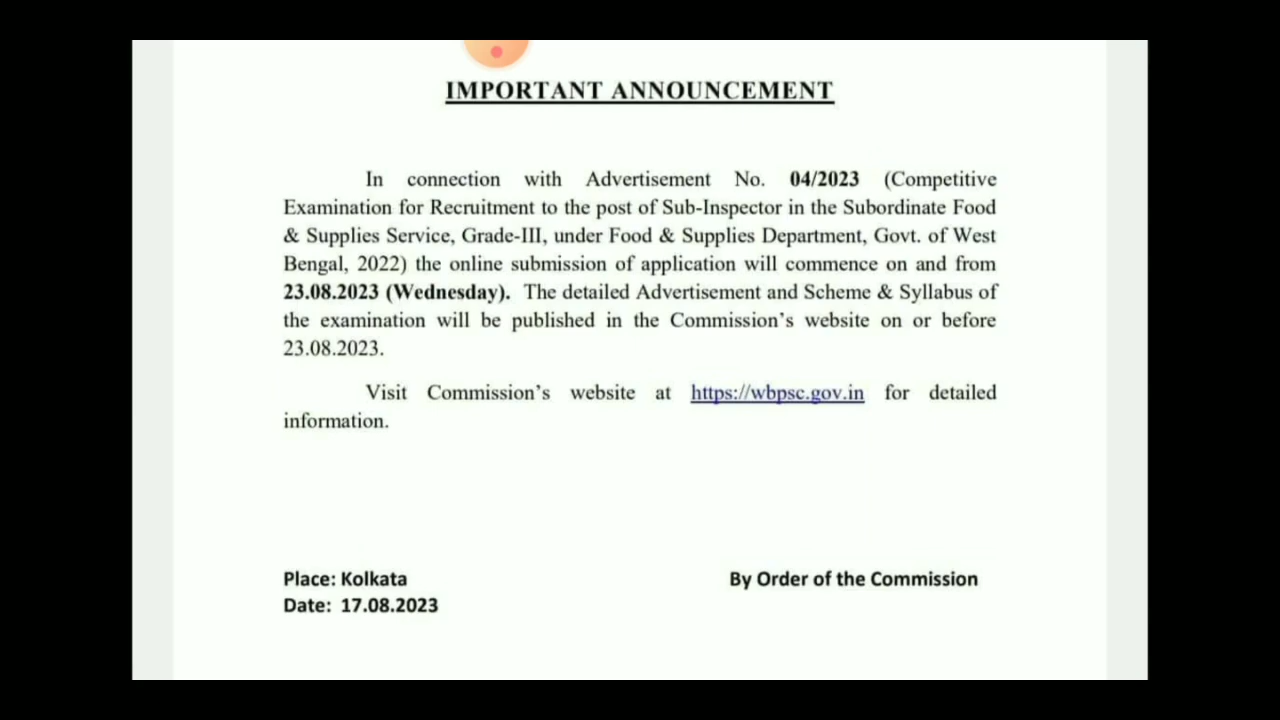 IMPORTANT ANNOUNCEMENT
In connection with Advertisement No. 04/2023 (Competitive
Examination for Recruitment to the post of Sub-Inspector in the Subordinate Food
& Supplies Service, Grade-III, under Food & Supplies Department, Govt. of West
Bengal, 2022) the online submission of application will commence on and from
23.08.2023 (Wednesday). The detailed Advertisement and Scheme & Syllabus of
the examination will be published in the Commission's website on or before
23.08.2023.
Visit Commission's website at https://wbpsc.gov.in for detailed
information.
Place: Kolkata By Order of the Commission
Date: 17.08.2023